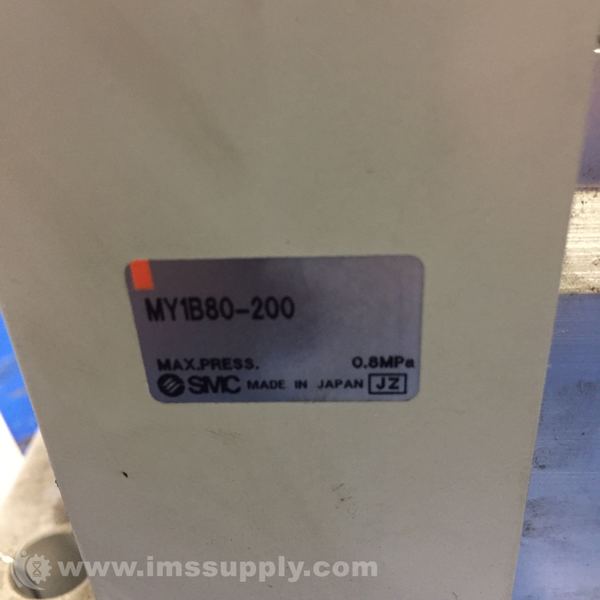 MY1B80-200
MAX.PRESS. 0.8MPa
SMC MADE IN JAPAN JZ
www.imssupply.com